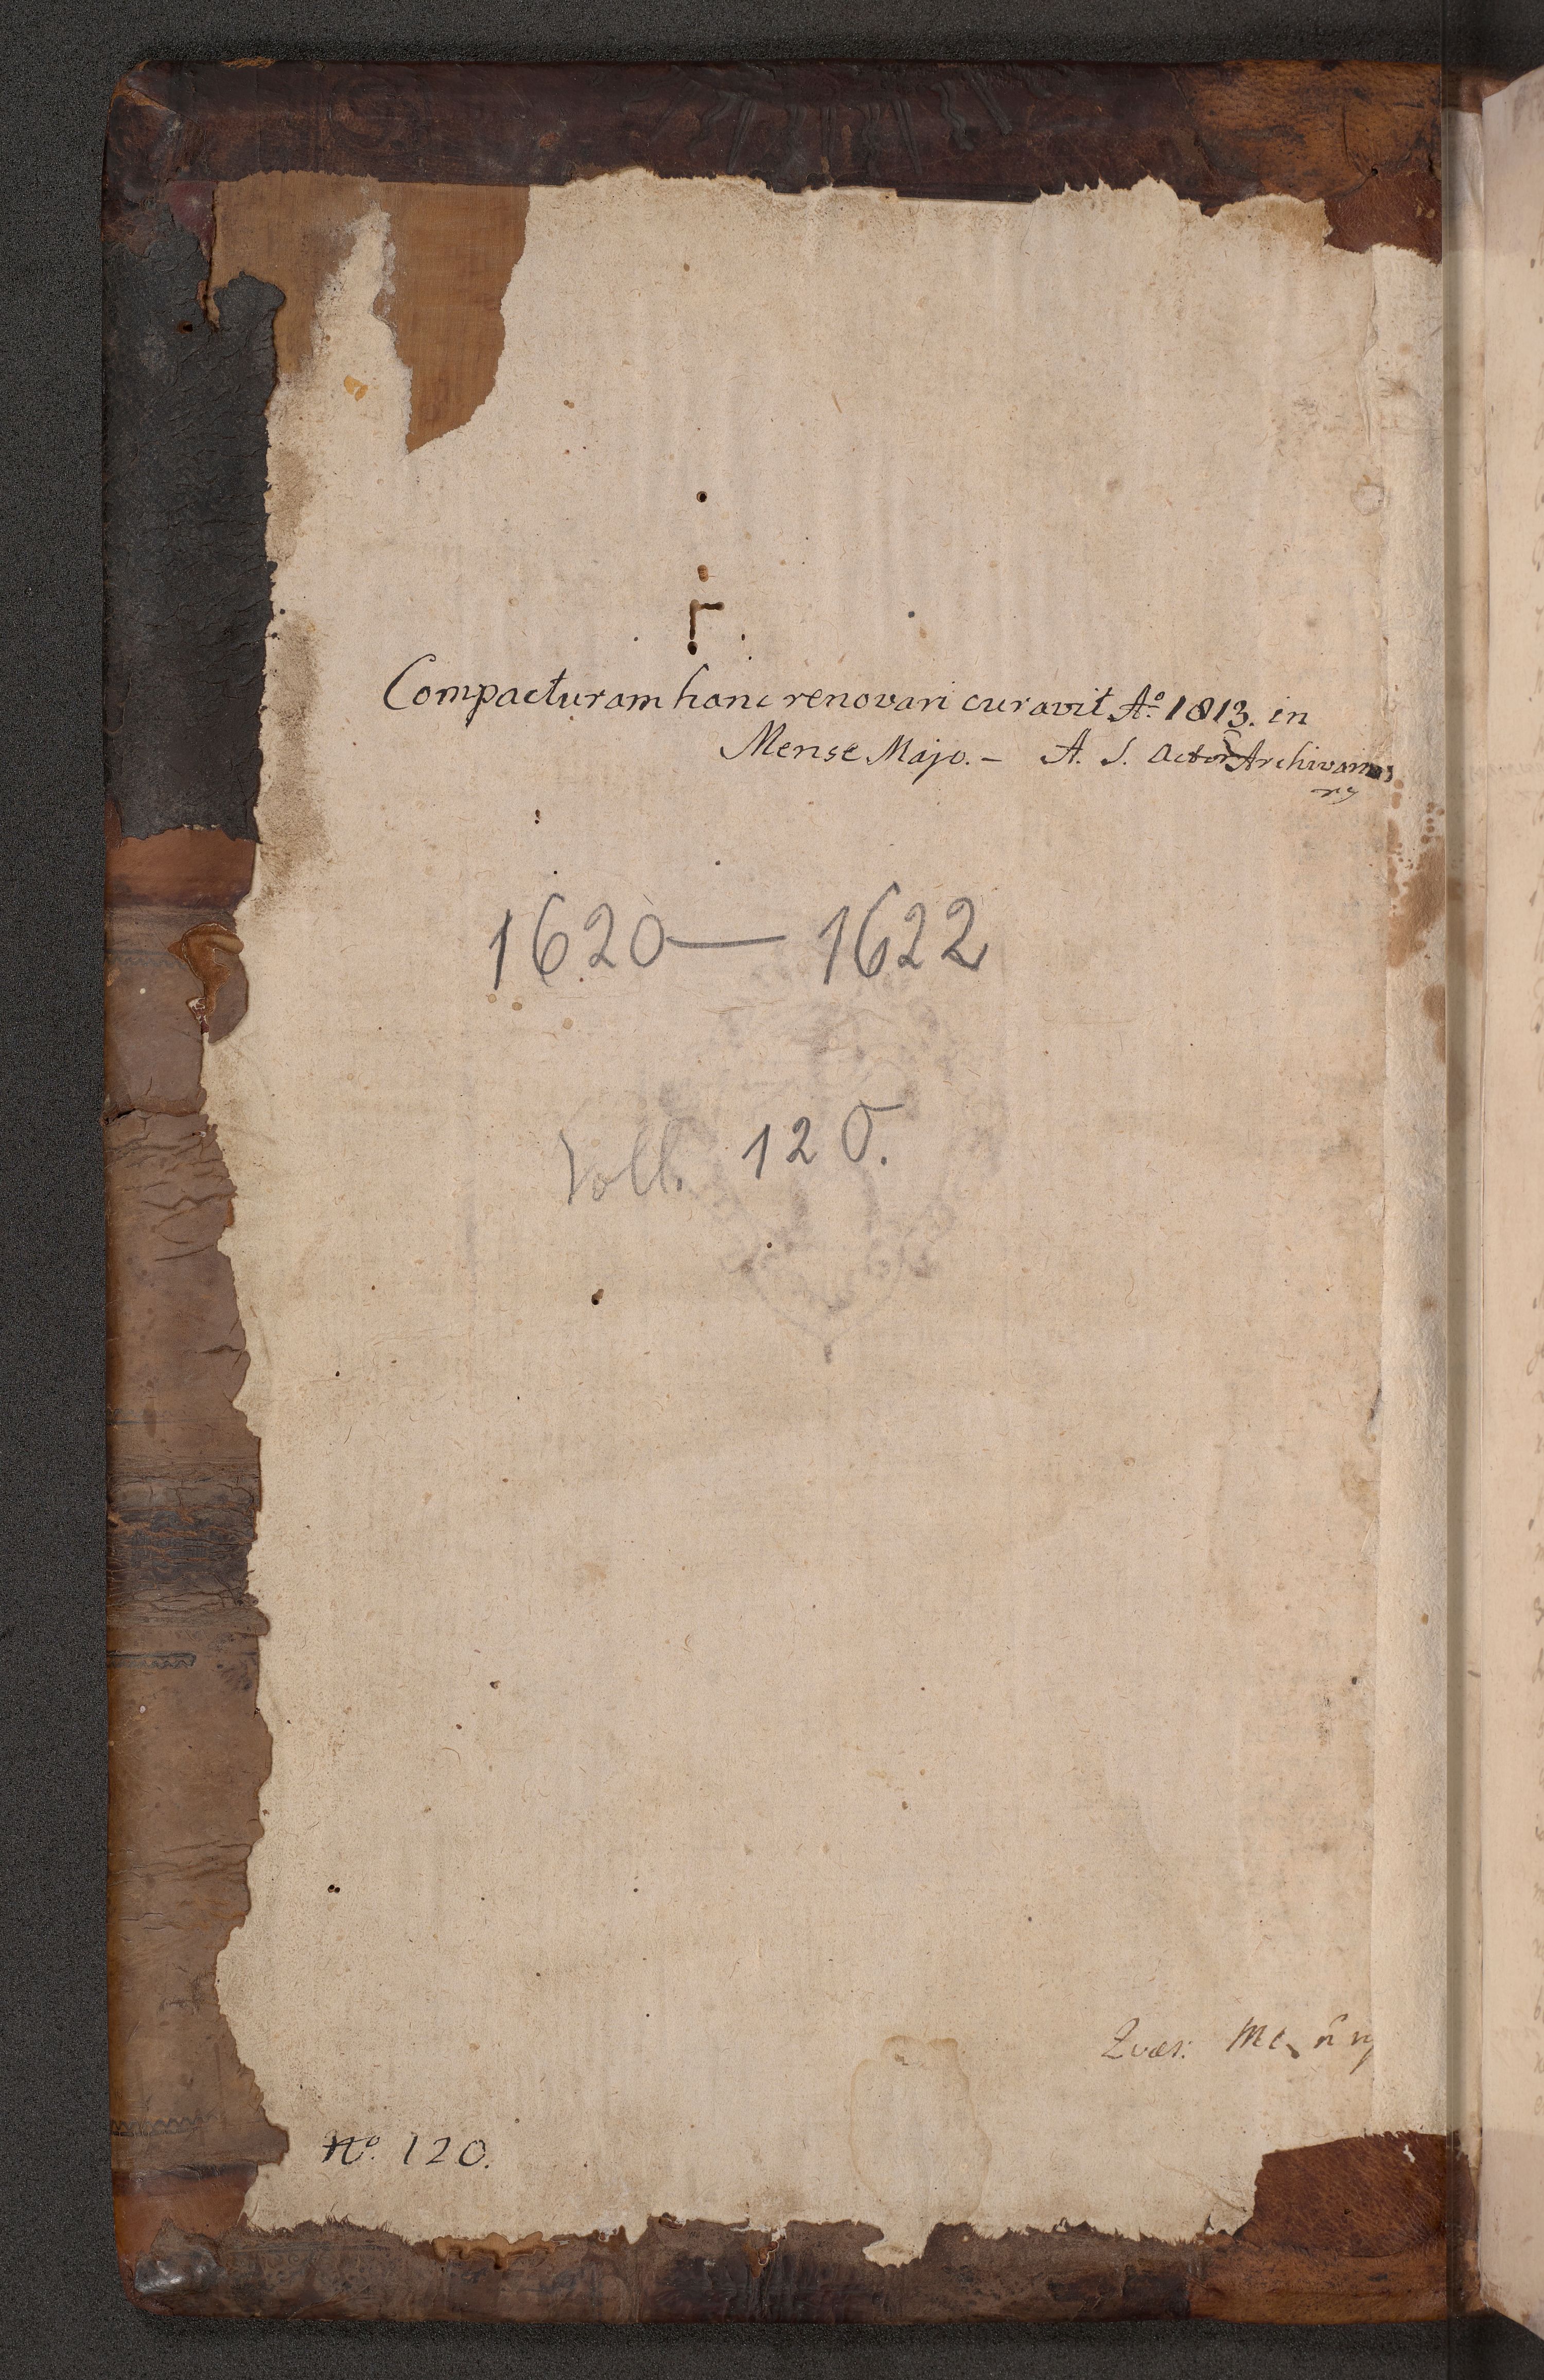 Compacturam hanc renovari curavit Aº 1813. in
Mense Majo. - A. S. Actor Archivarius
1620 — 1622
Voll. 120.
Nº. 120.